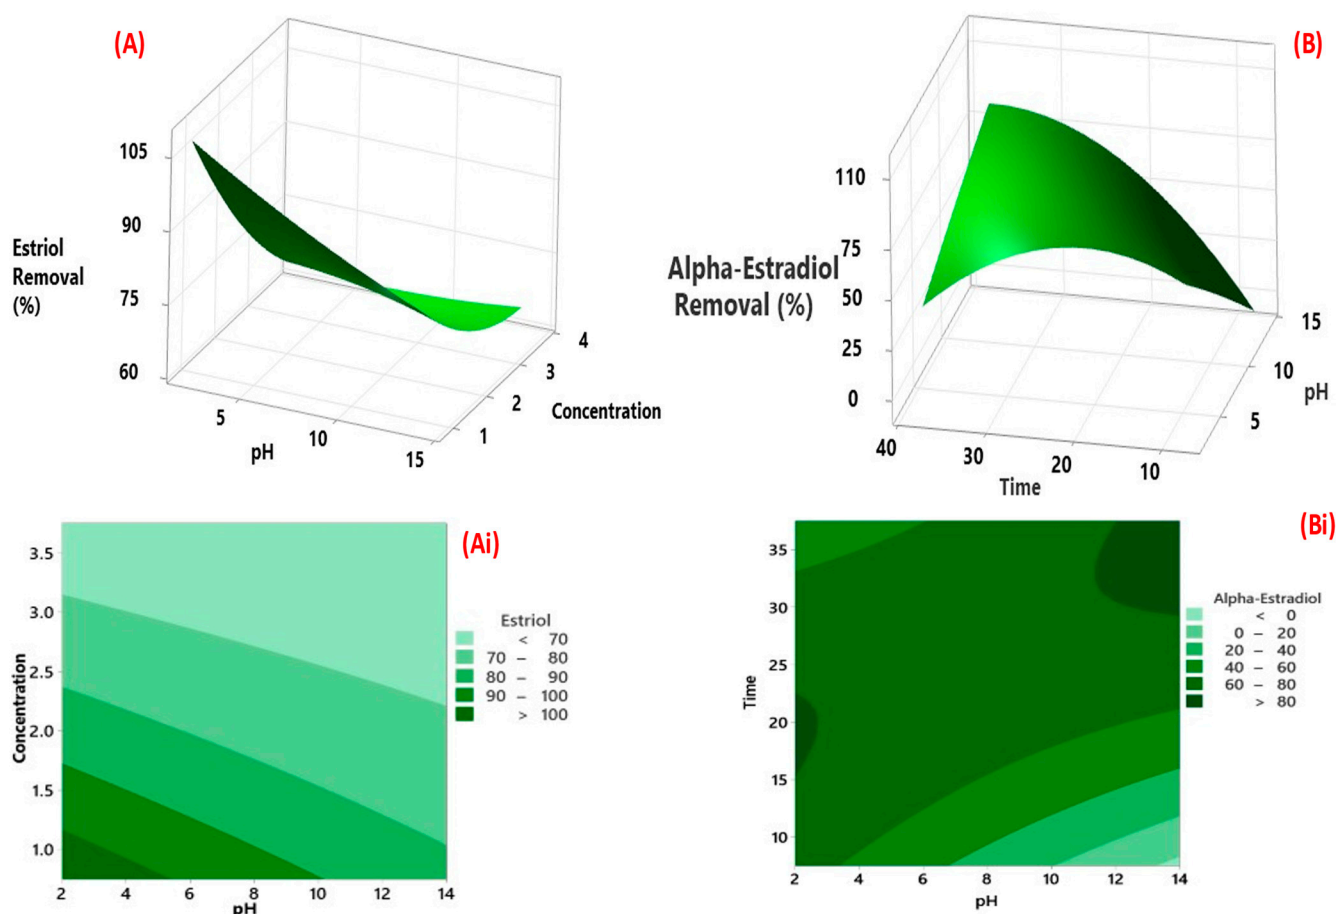 (A)
105
90
75
60
Estriol
Removal
(%)
5
10
15
pH
1
2
3
4
Concentration
(B)
110
75
50
25
0
Alpha-Estradiol
Removal (%)
40
30
20
10
Time
15
10
5
pH
(Ai)
3.5
3.0
2.5
2.0
1.5
1.0
Concentration
2 4 6 8 10 12 14
pH
Estriol
< 70
70 – 80
80 – 90
90 – 100
> 100
(Bi)
35
30
25
20
15
10
Time
2 4 6 8 10 12 14
pH
Alpha-Estradiol
< 0
0 – 20
20 – 40
40 – 60
60 – 80
> 80